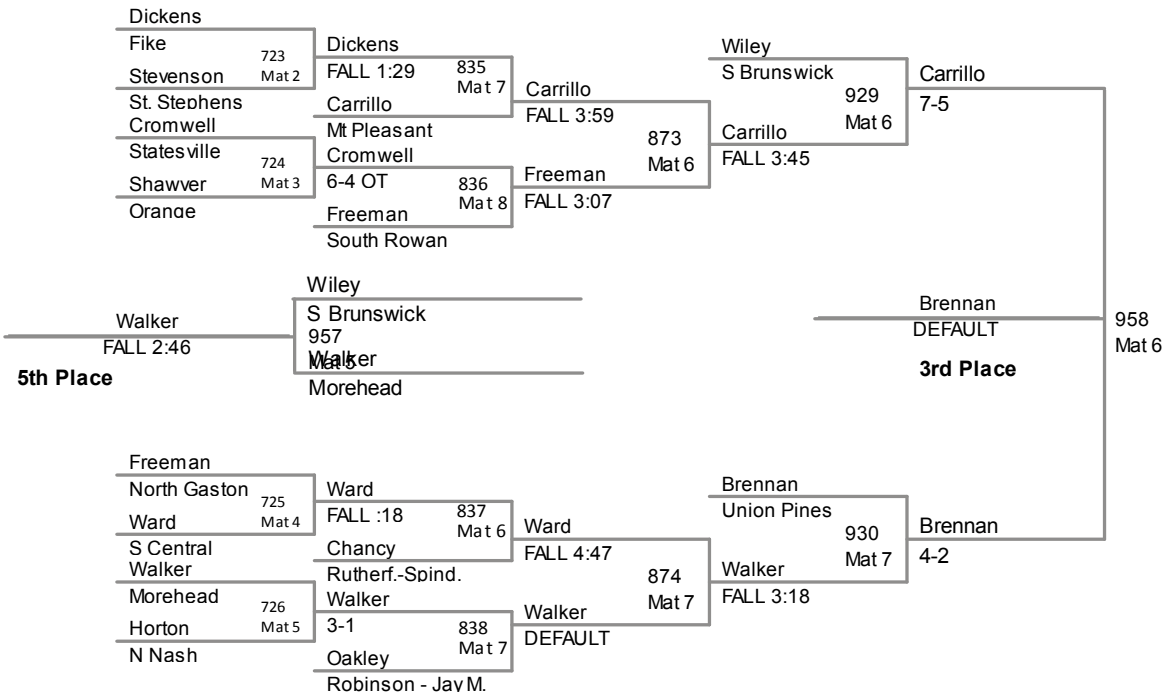 Dickens
Fike
723
Mat 2
Stevenson
St. Stephens
Cromwell
Statesville
724
Mat 3
Shawver
Orange
Dickens
FALL 1:29
835
Mat 7
Carrillo
Mt Pleasant
Cromwell
6-4 OT
836
Mat 8
Freeman
South Rowan
Carrillo
FALL 3:59
873
Mat 6
Freeman
FALL 3:07
Wiley
S Brunswick
929
Mat 6
Carrillo
FALL 3:45
Carrillo
7-5
Walker
FALL 2:46
5th Place
Wiley
S Brunswick
957
Mat 5
Walker
Morehead
Brennan
DEFAULT
3rd Place
958
Mat 6
Freeman
North Gaston
725
Mat 4
Ward
S Central
Walker
Morehead
726
Mat 5
Horton
N Nash
Ward
FALL :18
837
Mat 6
Chancy
Rutherf.-Spind.
Walker
3-1
838
Mat 7
Oakley
Robinson - Jay M.
Ward
FALL 4:47
874
Mat 7
Walker
DEFAULT
Brennan
Union Pines
930
Mat 7
Walker
FALL 3:18
Brennan
4-2